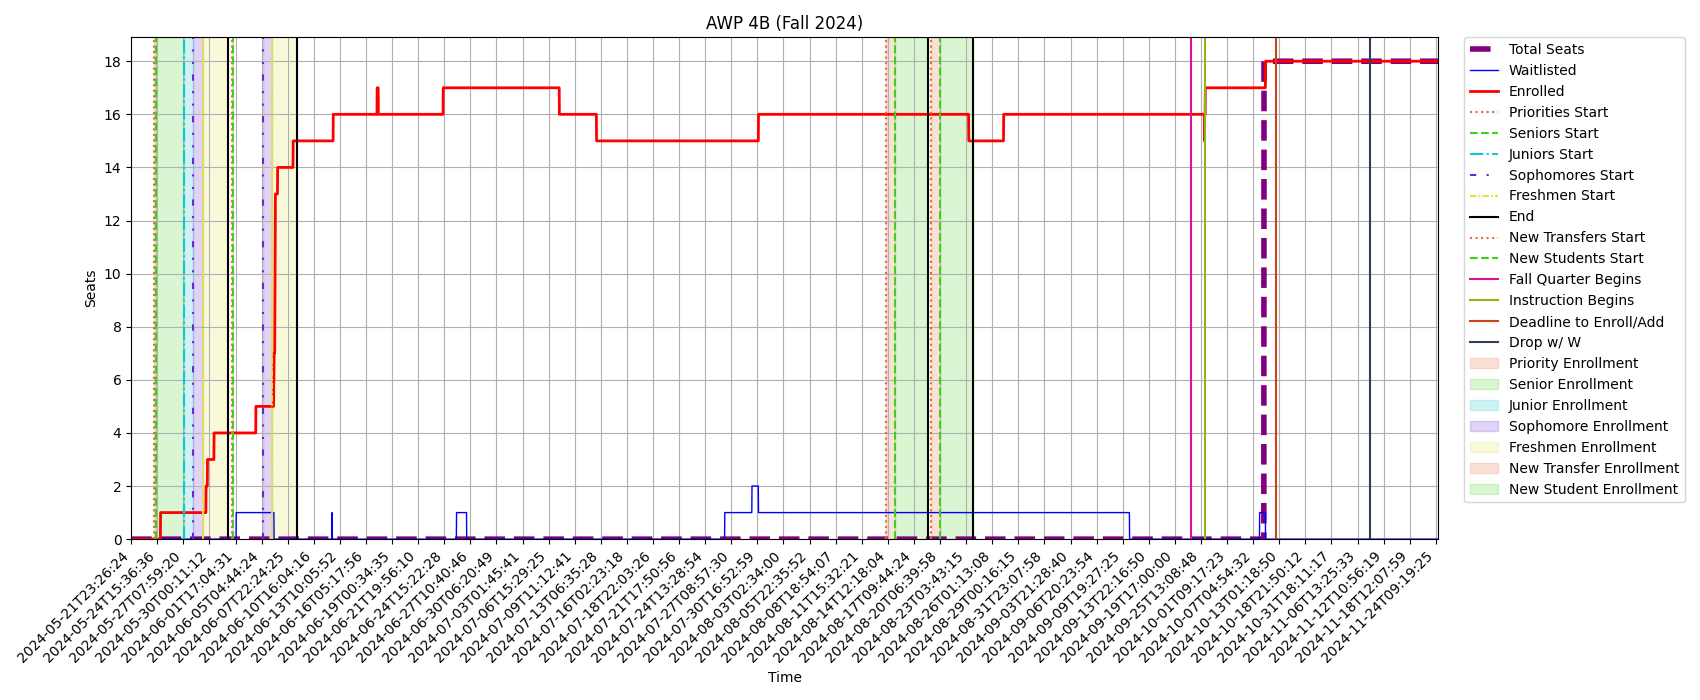 AWP 4B (Fall 2024)
Seats
18
16
14
12
10
8
6
4
2
0
2024-05-21T23:26:24
2024-05-24T15:36:36
2024-05-27T07:59:20
2024-05-30T00:11:12
2024-06-01T17:04:31
2024-06-05T04:44:24
2024-06-07T22:24:25
2024-06-10T16:04:16
2024-06-13T10:05:52
2024-06-16T05:17:56
2024-06-19T00:34:35
2024-06-21T19:56:10
2024-06-24T15:22:28
2024-06-27T10:40:46
2024-06-30T06:20:49
2024-07-03T01:45:41
2024-07-06T15:29:25
2024-07-09T11:12:41
2024-07-13T06:35:28
2024-07-16T02:23:18
2024-07-18T22:03:26
2024-07-21T17:50:56
2024-07-24T13:28:54
2024-07-27T08:57:30
2024-07-30T16:52:59
2024-08-03T02:34:00
2024-08-05T22:35:52
2024-08-08T18:54:07
2024-08-11T15:32:21
2024-08-14T12:18:04
2024-08-17T09:44:24
2024-08-20T06:39:58
2024-08-23T03:43:15
2024-08-26T01:13:08
2024-08-29T00:16:15
2024-08-31T23:07:58
2024-09-03T21:28:40
2024-09-06T20:23:54
2024-09-09T19:27:25
2024-09-13T22:16:50
2024-09-19T17:00:00
2024-09-25T13:08:48
2024-10-01T09:17:23
2024-10-07T04:54:32
2024-10-13T01:18:50
2024-10-18T21:50:12
2024-10-31T18:11:17
2024-11-06T13:25:33
2024-11-12T10:56:19
2024-11-18T12:07:59
2024-11-24T09:19:25
Time
Total Seats
Waitlisted
Enrolled
Priorities Start
Seniors Start
Juniors Start
Sophomores Start
Freshmen Start
End
New Transfers Start
New Students Start
Fall Quarter Begins
Instruction Begins
Deadline to Enroll/Add
Drop w/ W
Priority Enrollment
Senior Enrollment
Junior Enrollment
Sophomore Enrollment
Freshmen Enrollment
New Transfer Enrollment
New Student Enrollment